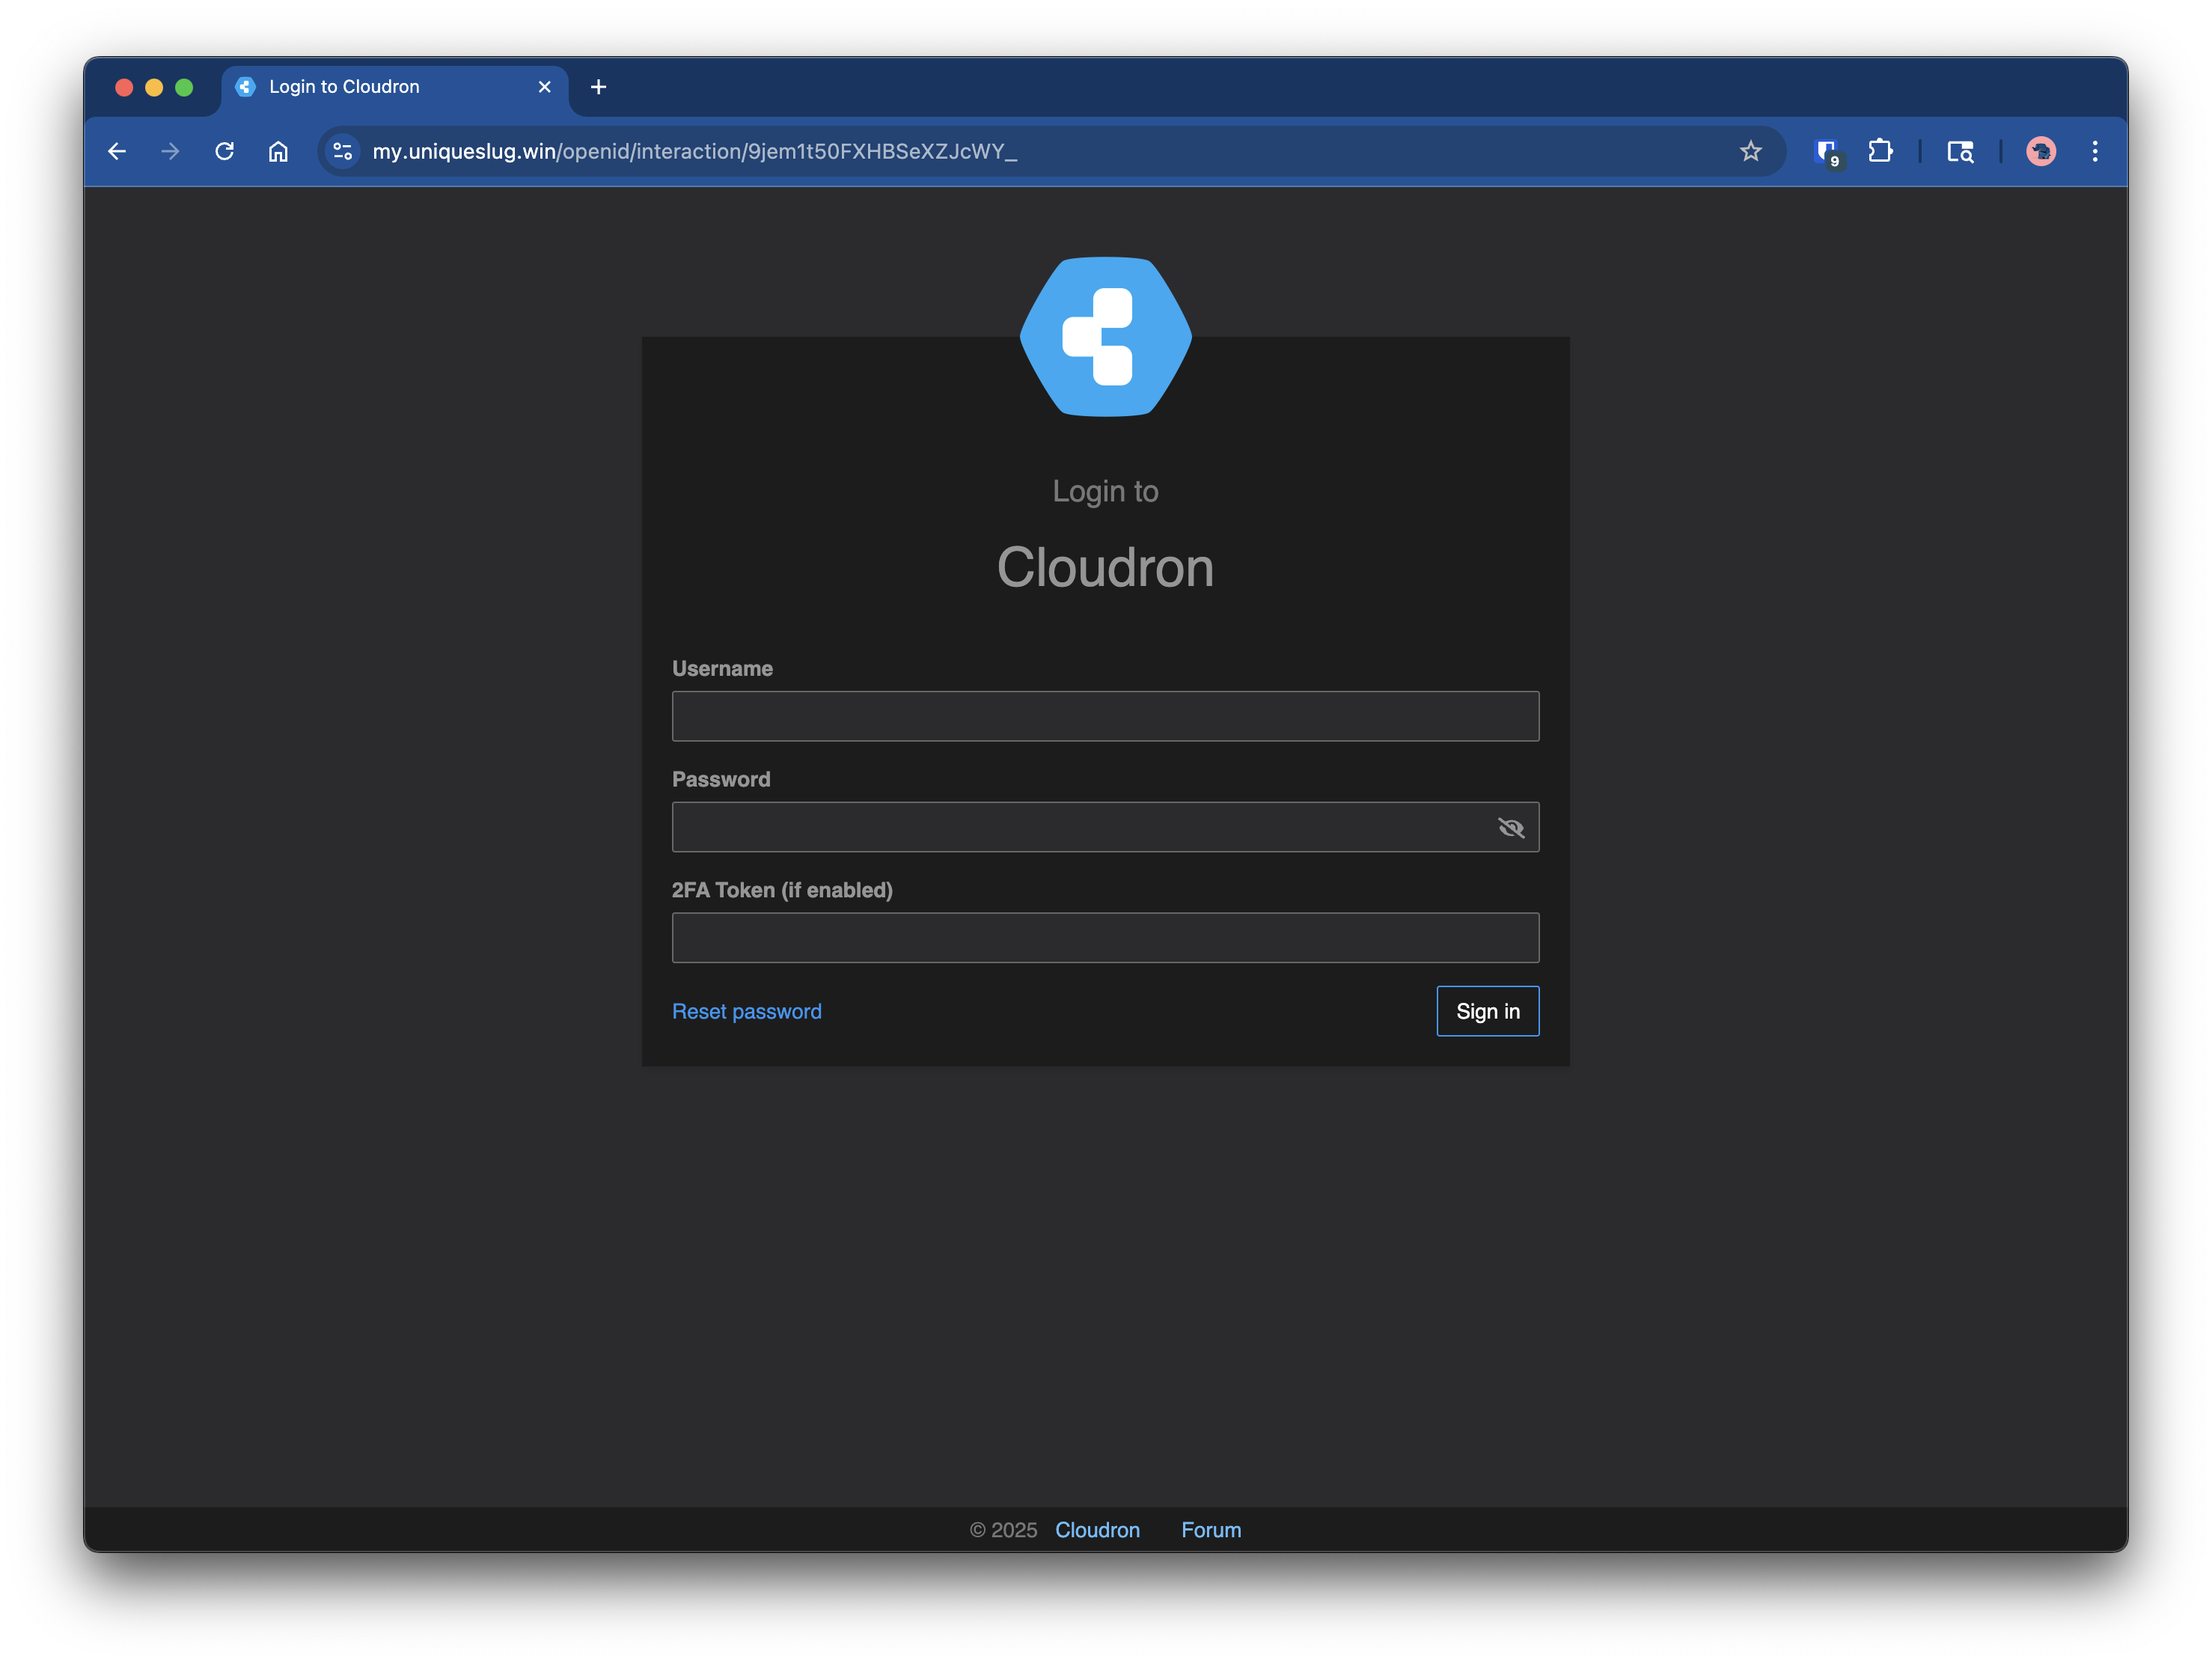 Login to Cloudron
my.uniqueslug.win/openid/interaction/9jem1t50FXHBSeXZJcWY_
9
Login to
Cloudron
Username
Password
2FA Token (if enabled)
Reset password
Sign in
© 2025 Cloudron Forum